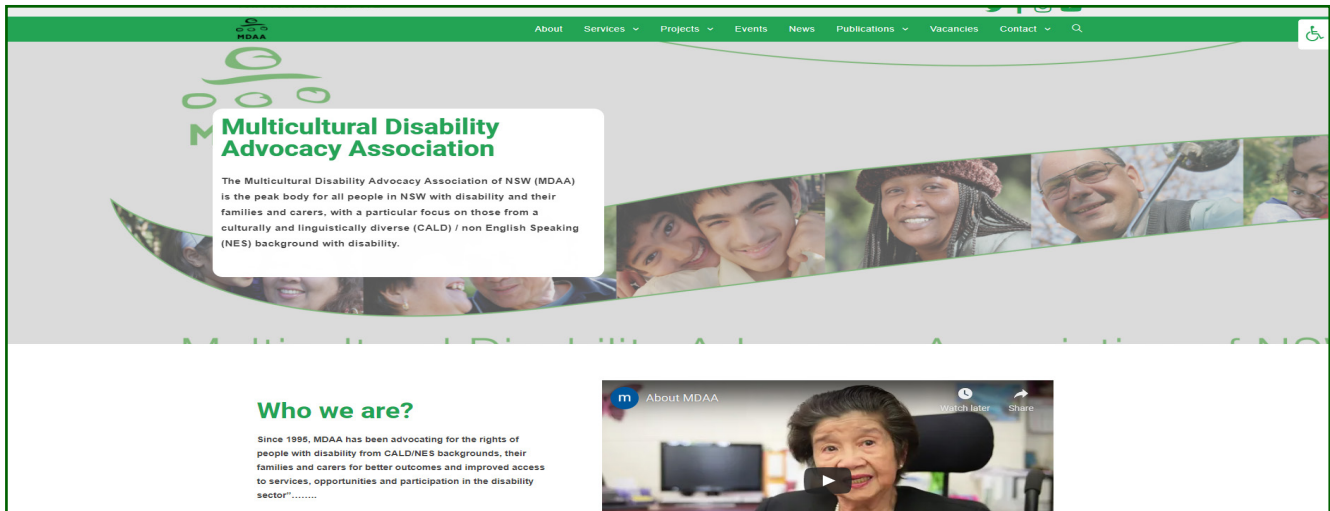 MDAA
About Services Projects Events News Publications Vacancies Contact
Multicultural Disability
Advocacy Association
The Multicultural Disability Advocacy Association of NSW (MDAA)
is the peak body for all people in NSW with disability and their
families and carers, with a particular focus on those from a
culturally and linguistically diverse (CALD) / non English Speaking
(NES) background with disability.
Who we are?
Since 1995, MDAA has been advocating for the rights of
people with disability from CALD/NES backgrounds, their
families and carers for better outcomes and improved access
to services, opportunities and participation in the disability
sector"........
m About MDAA
Watch later Share